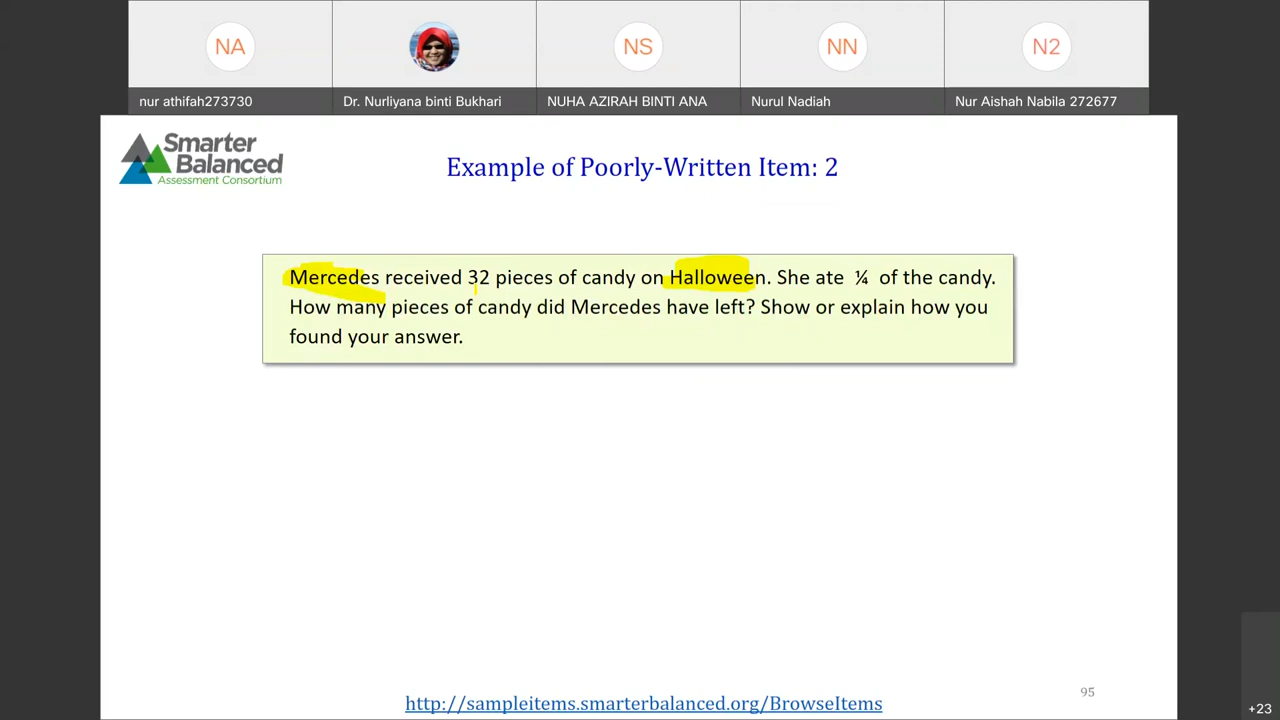 NA
NS
NN
N2
nur athifah273730
Dr. Nurliyana binti Bukhari
NUHA AZIRAH BINTI ANA
Nurul Nadiah
Nur Aishah Nabila 272677
Smarter
Balanced
Assessment Consortium
Example of Poorly-Written Item: 2
Mercedes received 32 pieces of candy on Halloween. She ate ¼ of the candy.
How many pieces of candy did Mercedes have left? Show or explain how you
found your answer.
95
http://sampleitems.smarterbalanced.org/BrowseItems
+23